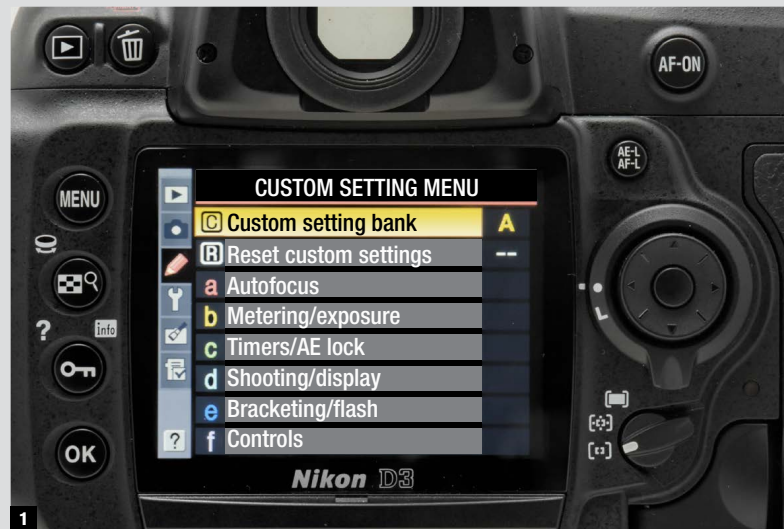 AF-ON
AE-L
AF-L
MENU
CUSTOM SETTING MENU
C Custom setting bank A
R Reset custom settings --
a Autofocus
b Metering/exposure
c Timers/AE lock
d Shooting/display
e Bracketing/flash
f Controls
?
? info
L
OK
Nikon D3
1